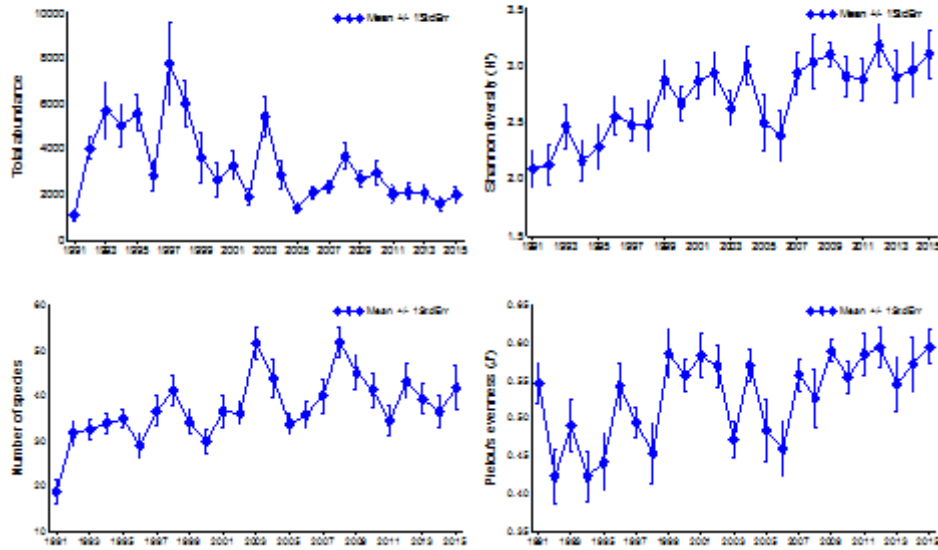 Mean +/- 1StdErr
Total abundance
10000
8000
6000
4000
2000
0
1991 1993 1995 1997 1999 2001 2003 2005 2007 2009 2011 2013 2015
Mean +/- 1StdErr
Shannon diversity (H')
3.5
3.0
2.5
2.0
1.5
1991 1993 1995 1997 1999 2001 2003 2005 2007 2009 2011 2013 2015
Mean +/- 1StdErr
Number of species
60
50
40
30
20
10
1991 1993 1995 1997 1999 2001 2003 2005 2007 2009 2011 2013 2015
Mean +/- 1StdErr
Pielou's evenness (J')
0.65
0.60
0.55
0.50
0.45
0.40
0.35
1991 1993 1995 1997 1999 2001 2003 2005 2007 2009 2011 2013 2015